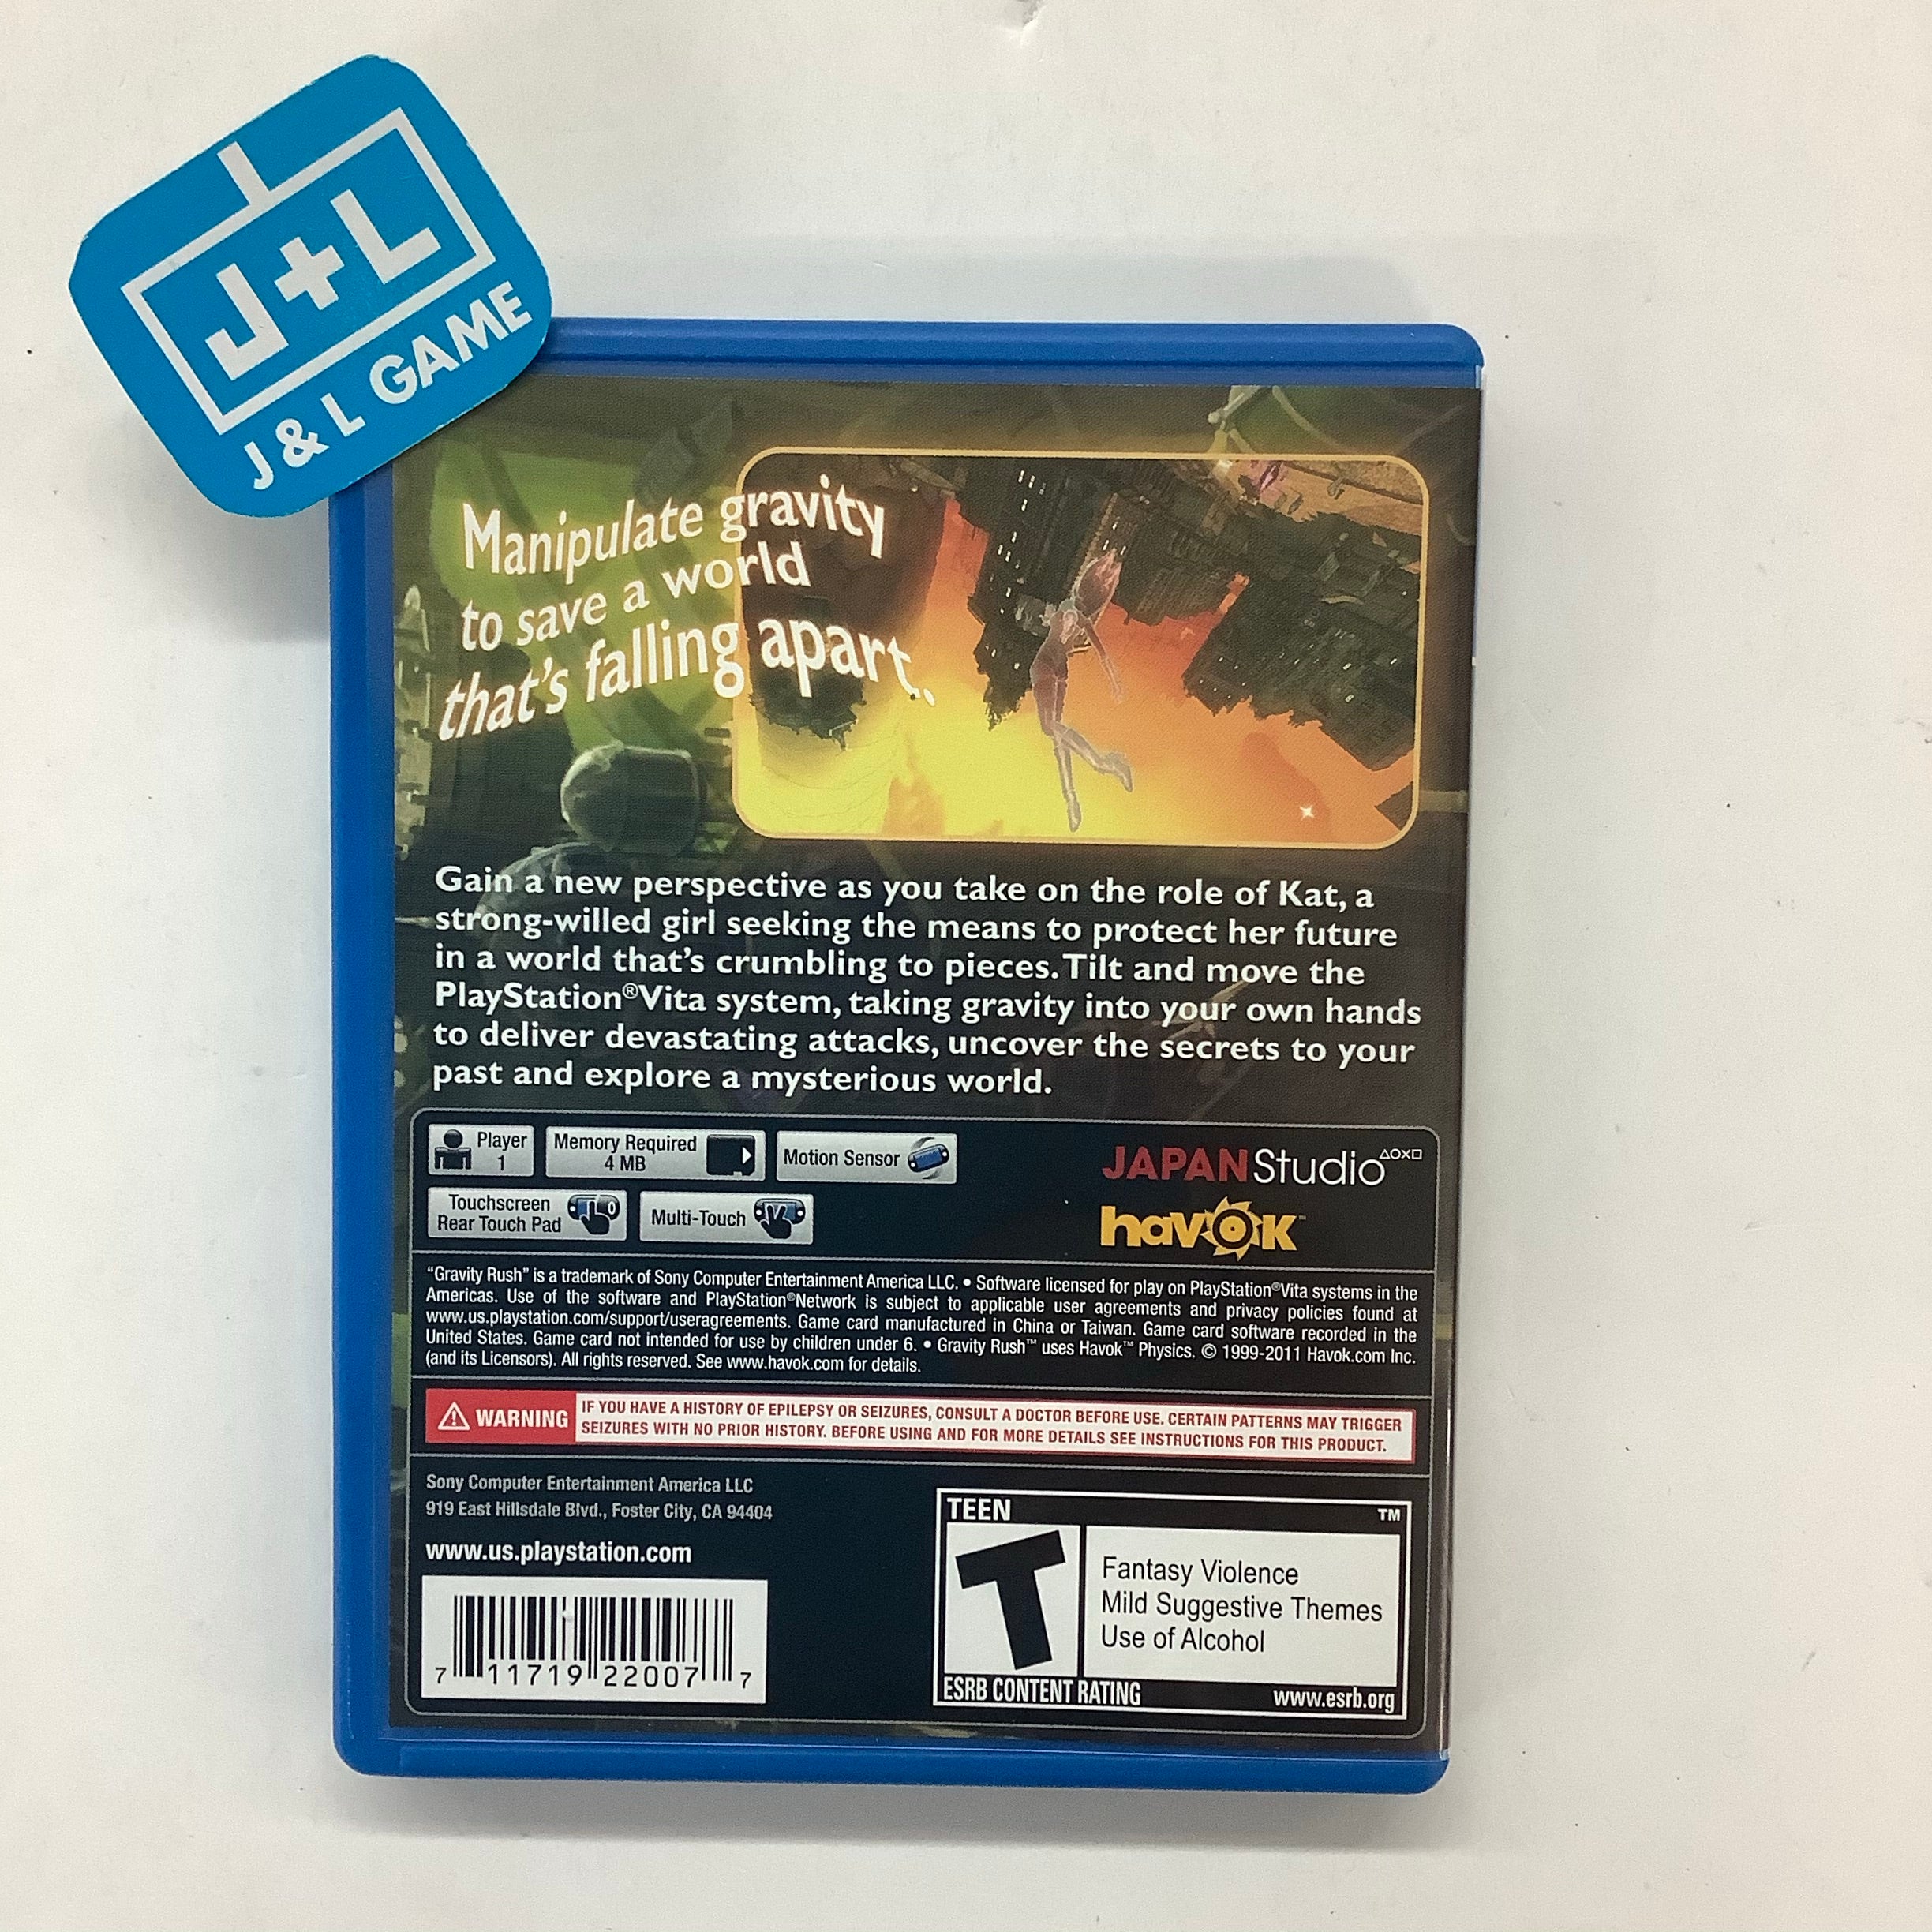 J+L
J & L GAME
Manipulate gravity
to save a world
that's falling apart.
Gain a new perspective as you take on the role of Kat, a
strong-willed girl seeking the means to protect her future
in a world that's crumbling to pieces. Tilt and move the
PlayStation®Vita system, taking gravity into your own hands
to deliver devastating attacks, uncover the secrets to your
past and explore a mysterious world.
Player
1
Memory Required
4 MB
Motion Sensor
Touchscreen
Rear Touch Pad
Multi-Touch
JAPANStudio△○×□
havok™
“Gravity Rush” is a trademark of Sony Computer Entertainment America LLC. • Software licensed for play on PlayStation®Vita systems in the
Americas. Use of the software and PlayStation®Network is subject to applicable user agreements and privacy policies found at
www.us.playstation.com/support/useragreements. Game card manufactured in China or Taiwan. Game card software recorded in the
United States. Game card not intended for use by children under 6. • Gravity Rush™ uses Havok™ Physics. © 1999-2011 Havok.com Inc.
(and its Licensors). All rights reserved. See www.havok.com for details.
WARNING
IF YOU HAVE A HISTORY OF EPILEPSY OR SEIZURES, CONSULT A DOCTOR BEFORE USE. CERTAIN PATTERNS MAY TRIGGER
SEIZURES WITH NO PRIOR HISTORY. BEFORE USING AND FOR MORE DETAILS SEE INSTRUCTIONS FOR THIS PRODUCT.
Sony Computer Entertainment America LLC
919 East Hillsdale Blvd., Foster City, CA 94404
www.us.playstation.com
7 11719 22007 7
TEEN ™
T
Fantasy Violence
Mild Suggestive Themes
Use of Alcohol
ESRB CONTENT RATING www.esrb.org